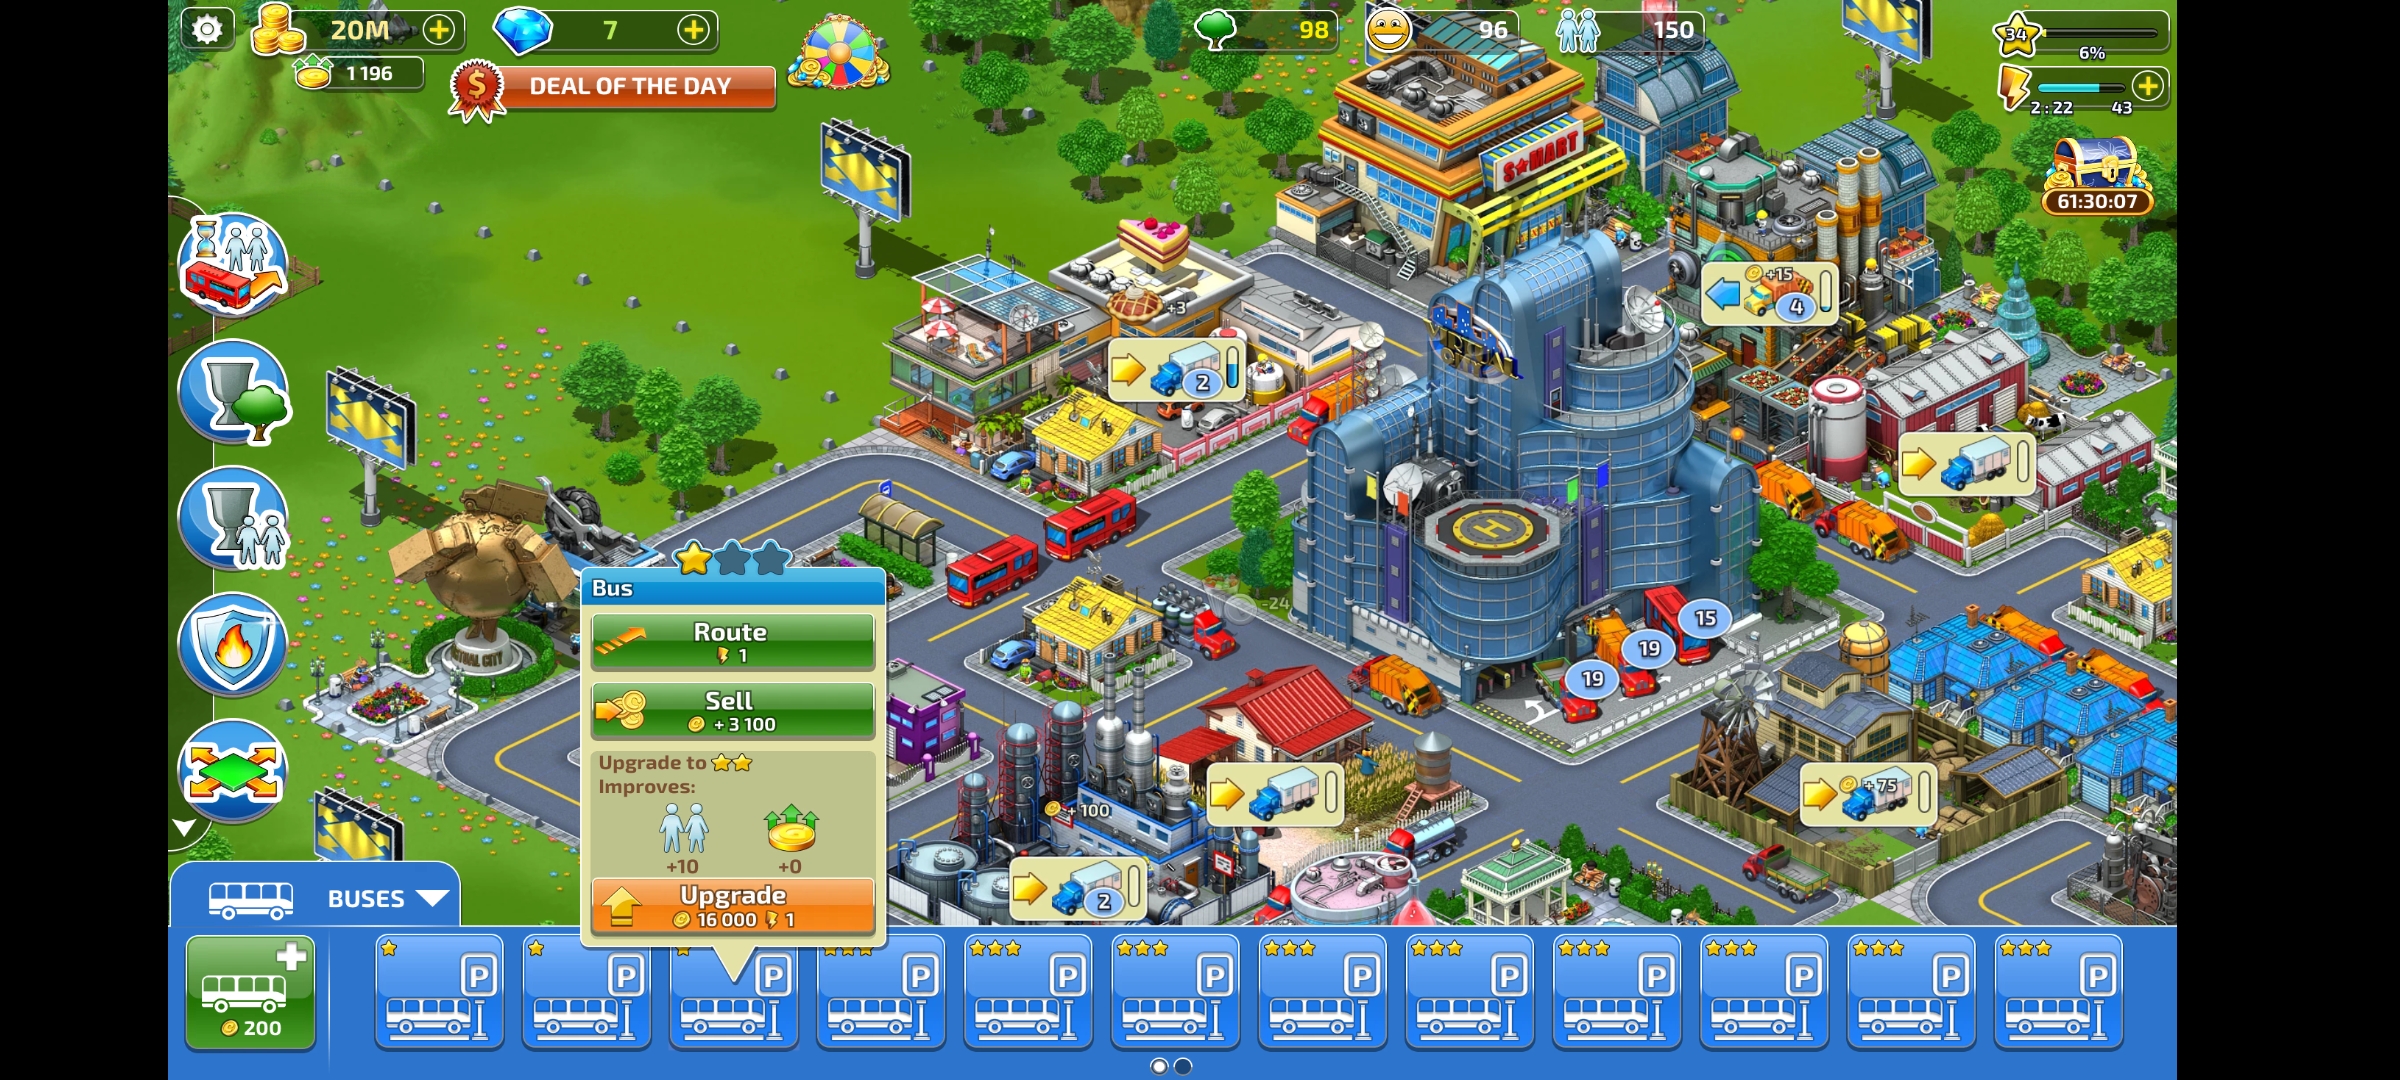 20M
7
98
96
150
34
6%
1 196
DEAL OF THE DAY
2:22
43
61:30:07
S★MART
+15
4
+3
2
-24
15
19
19
Bus
Route
1
Sell
+ 3 100
Upgrade to
Improves:
+10
+0
Upgrade
16 000
1
+ 100
+ 75
2
H
BUSES
200
P
P
P
P
P
P
P
P
P
P
P
P